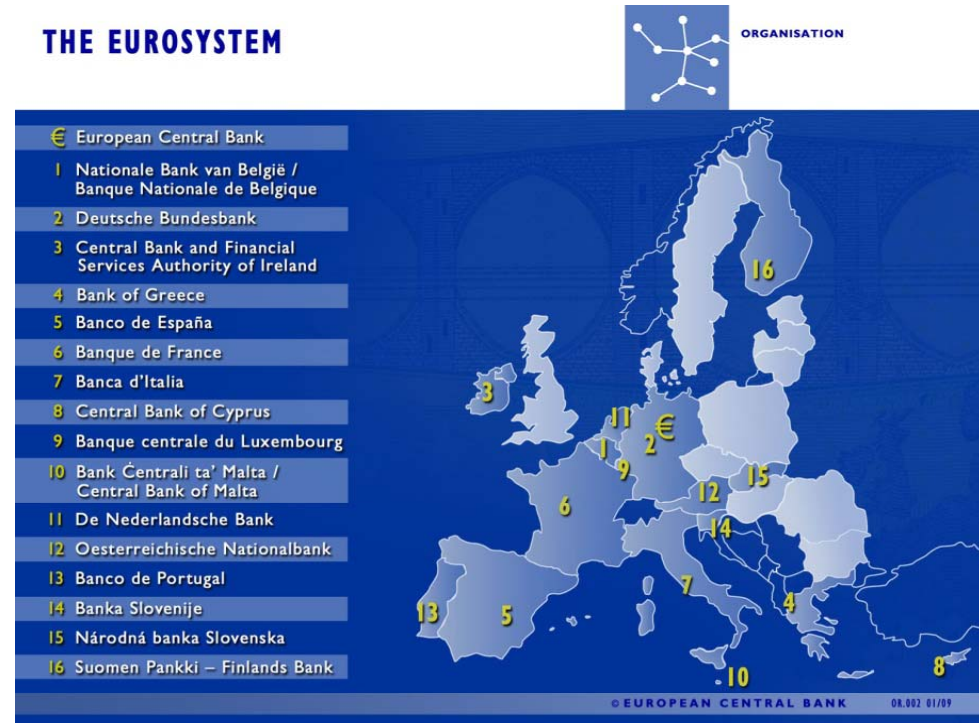 THE EUROSYSTEM
ORGANISATION
€ European Central Bank
1 Nationale Bank van België /
Banque Nationale de Belgique
2 Deutsche Bundesbank
3 Central Bank and Financial
Services Authority of Ireland
4 Bank of Greece
5 Banco de España
6 Banque de France
7 Banca d'Italia
8 Central Bank of Cyprus
9 Banque centrale du Luxembourg
10 Bank Ċentrali ta' Malta /
Central Bank of Malta
11 De Nederlandsche Bank
12 Oesterreichische Nationalbank
13 Banco de Portugal
14 Banka Slovenije
15 Národná banka Slovenska
16 Suomen Pankki – Finlands Bank
16
3
11
€
2
1
9
15
12
6
14
7
4
13
5
10
8
© EUROPEAN CENTRAL BANK OR.002 01/09